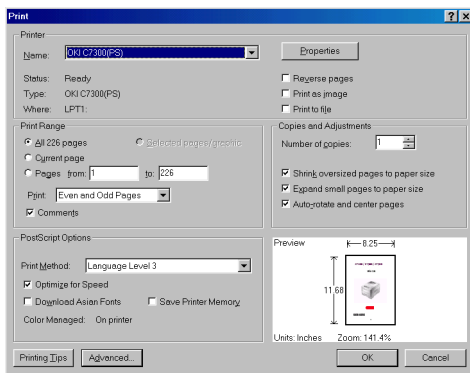 Print
Printer
Name: OKI C7300(PS)
Properties
Status: Ready
Type: OKI C7300(PS)
Where: LPT1:
Reverse pages
Print as image
Print to file
Print Range
All 226 pages
Selected pages/graphic
Current page
Pages from: 1 to: 226
Print: Even and Odd Pages
Comments
Copies and Adjustments
Number of copies: 1
Shrink oversized pages to paper size
Expand small pages to paper size
Auto-rotate and center pages
PostScript Options
Print Method: Language Level 3
Optimize for Speed
Download Asian Fonts
Save Printer Memory
Color Managed: On printer
Preview
8.25
11.68
Units: Inches Zoom: 141.4%
Printing Tips
Advanced...
OK
Cancel